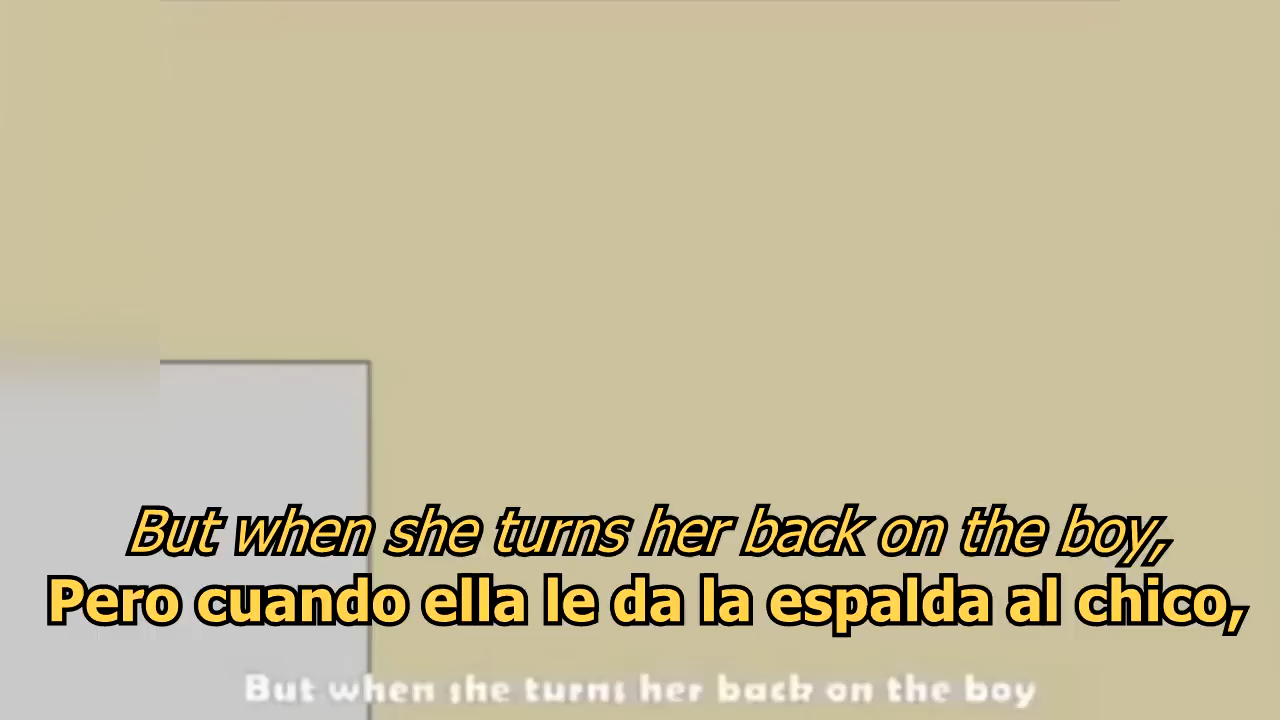 But when she turns her back on the boy,
Pero cuando ella le da la espalda al chico,
But when she turns her back on the boy